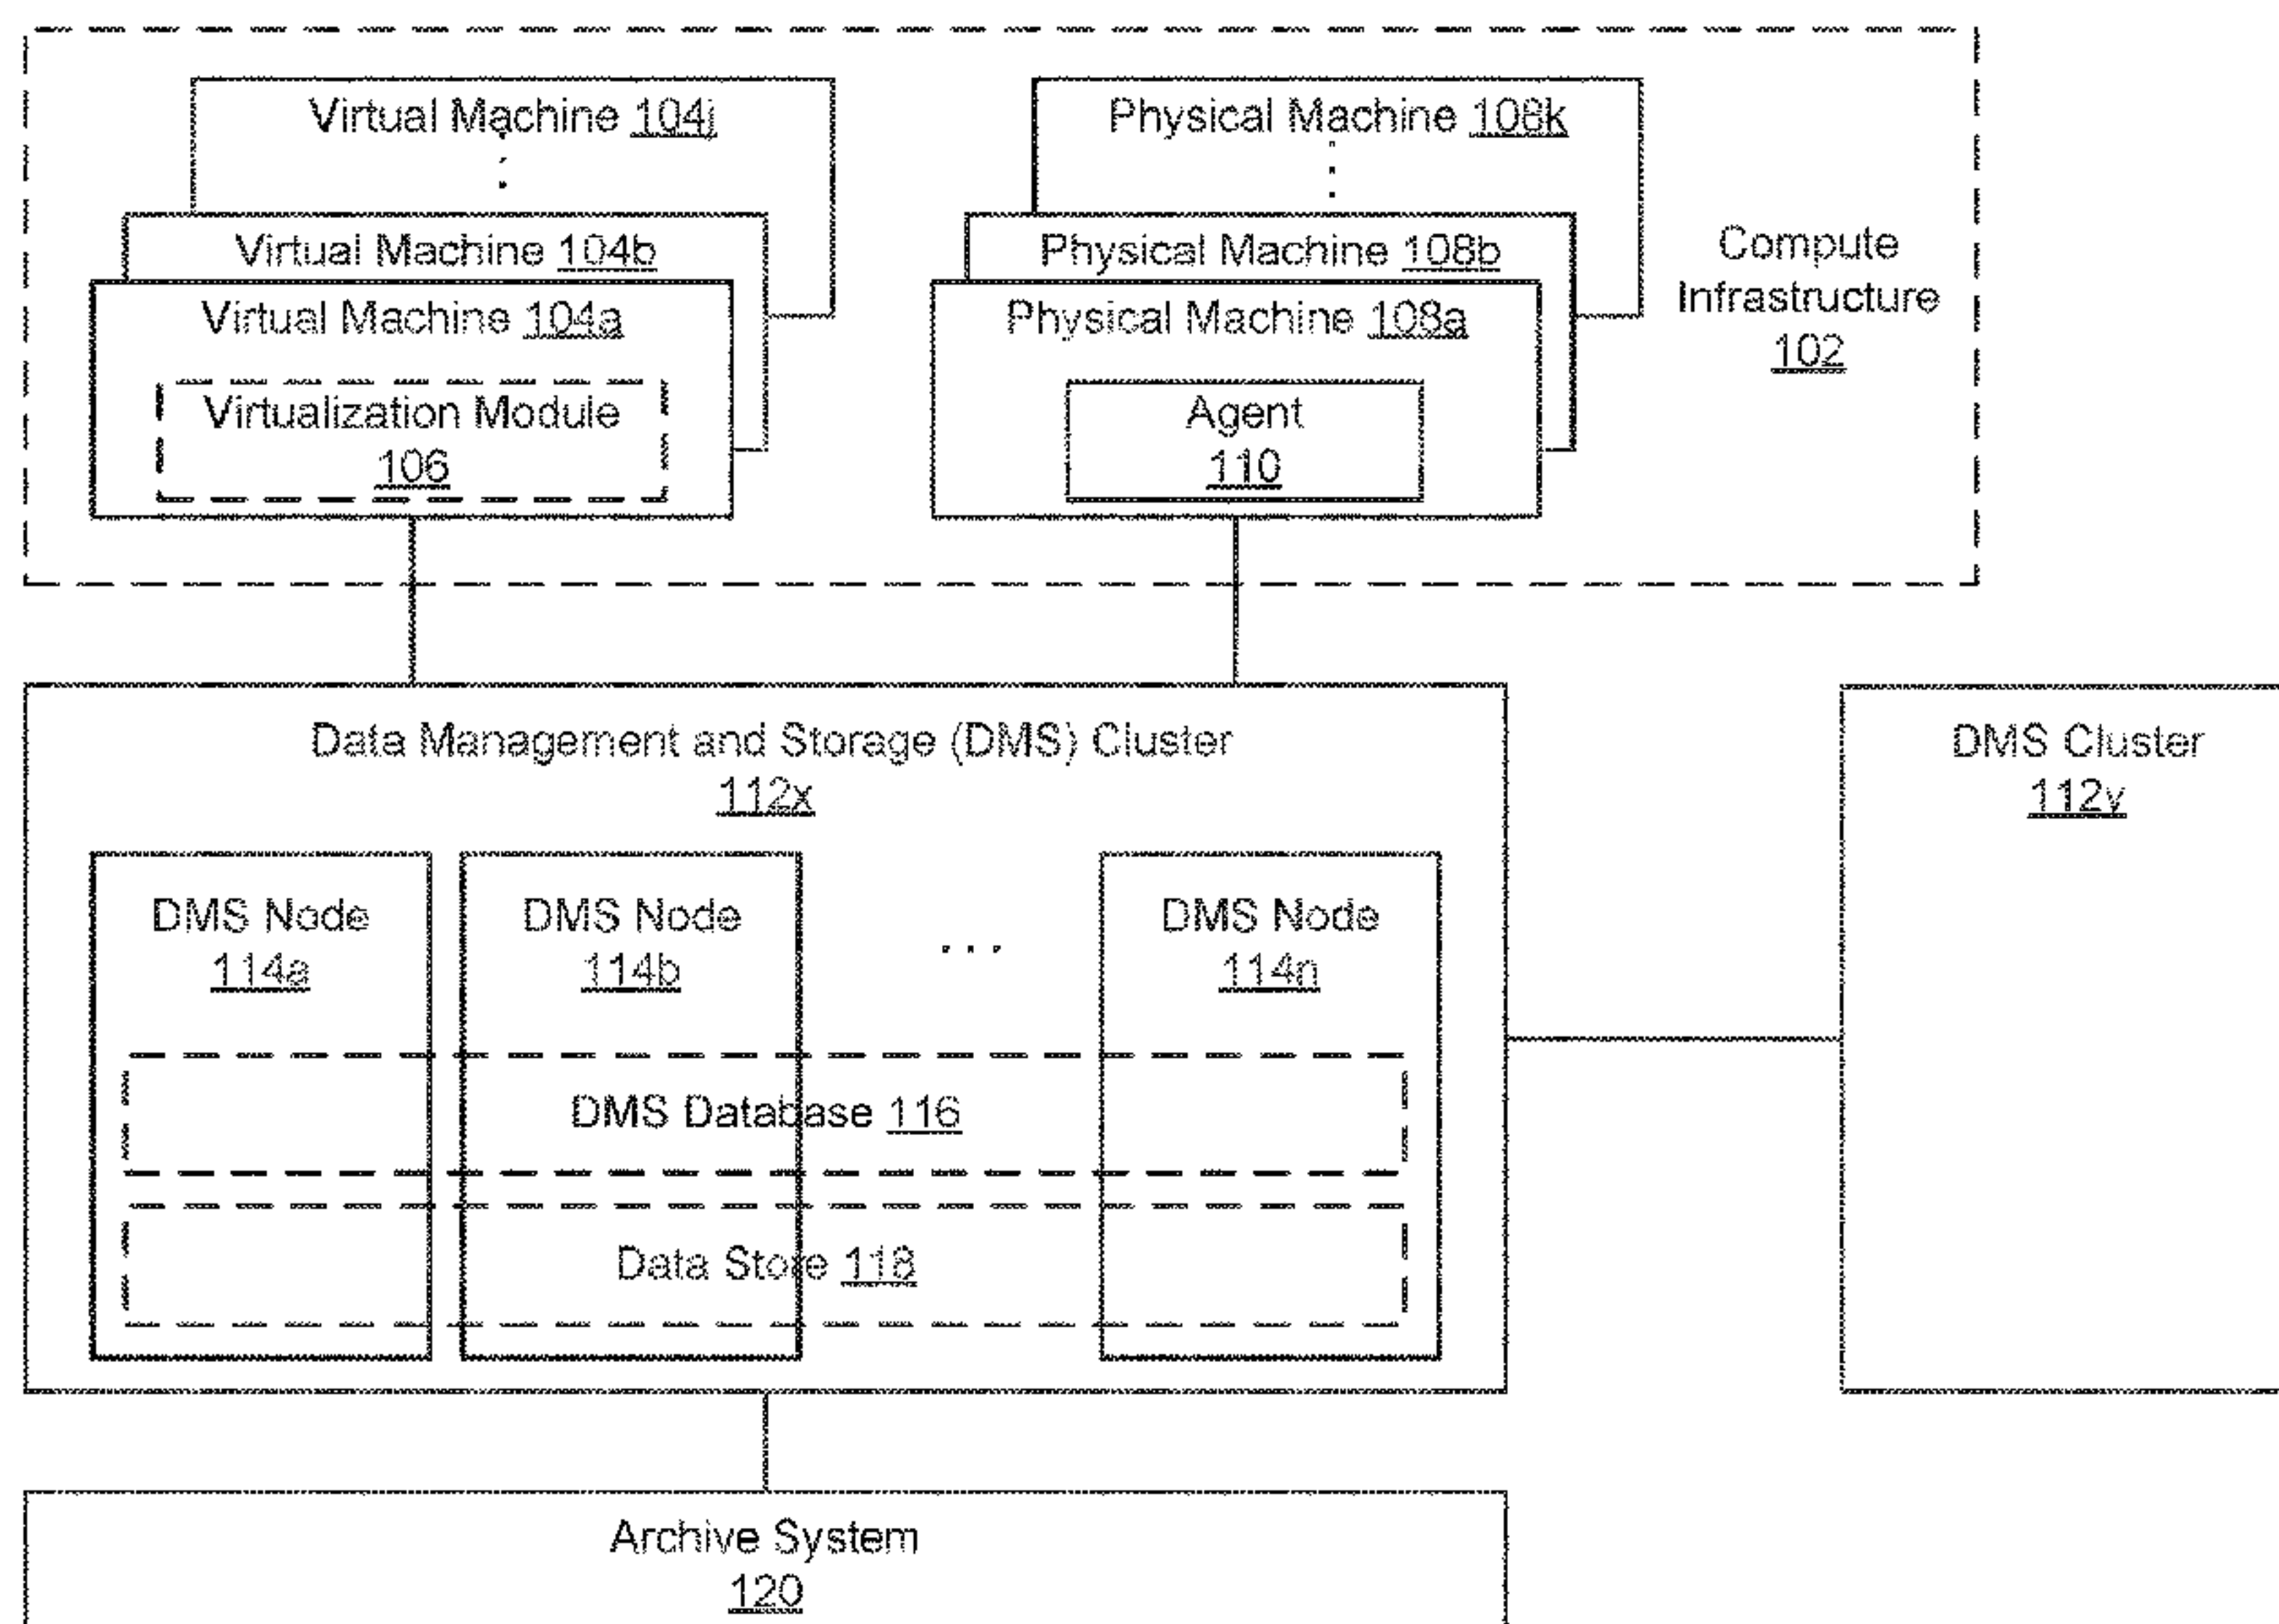 Virtual Machine 104j
Physical Machine 108k
Virtual Machine 104b
Physical Machine 108b
Compute
Infrastructure
102
Virtual Machine 104a
Physical Machine 108a
Virtualization Module
106
Agent
110
Data Management and Storage (DMS) Cluster
112x
DMS Cluster
112y
DMS Node
114a
DMS Node
114b
...
DMS Node
114n
DMS Database 116
Data Store 118
Archive System
120